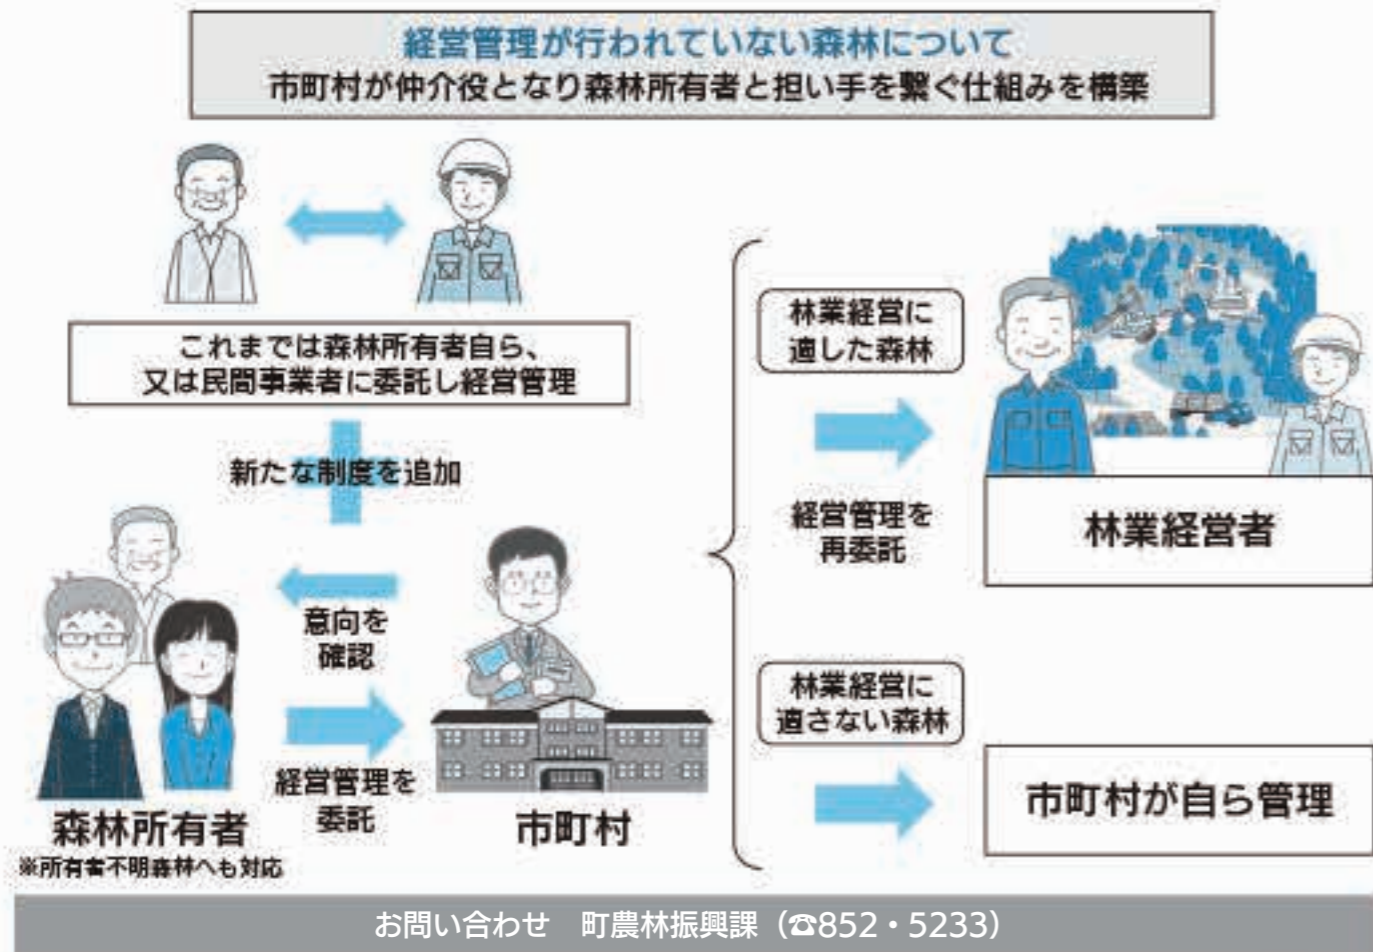 経営管理が行われていない森林について
市町村が仲介役となり森林所有者と担い手を繋ぐ仕組みを構築
これまでは森林所有者自ら、
又は民間事業者に委託し経営管理
新たな制度を追加
意向を
確認
経営管理を
委託
森林所有者
※所有者不明森林へも対応
市町村
林業経営に
適した森林
経営管理を
再委託
林業経営者
林業経営に
適さない森林
市町村が自ら管理
お問い合わせ　町農林振興課（☎852・5233）